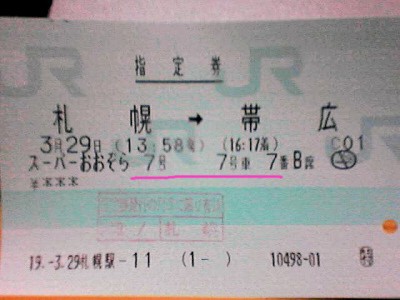 指定券
札幌 → 帯広
3月29日 (13:58発) (16:17着) C01
スーパーおおぞら 7号 7号車 7番B席
￥***
19.-3.29札幌駅-11 (1- ) 10498-01